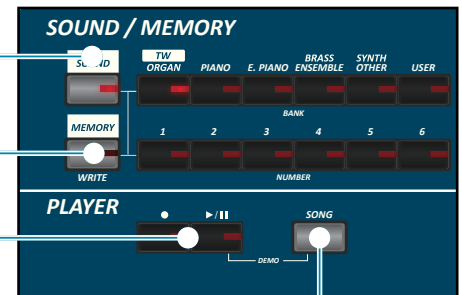 SOUND / MEMORY
SOUND
TW
ORGAN PIANO E. PIANO BRASS ENSEMBLE SYNTH OTHER USER
BANK
MEMORY 1 2 3 4 5 6
WRITE NUMBER
PLAYER
SONG
DEMO